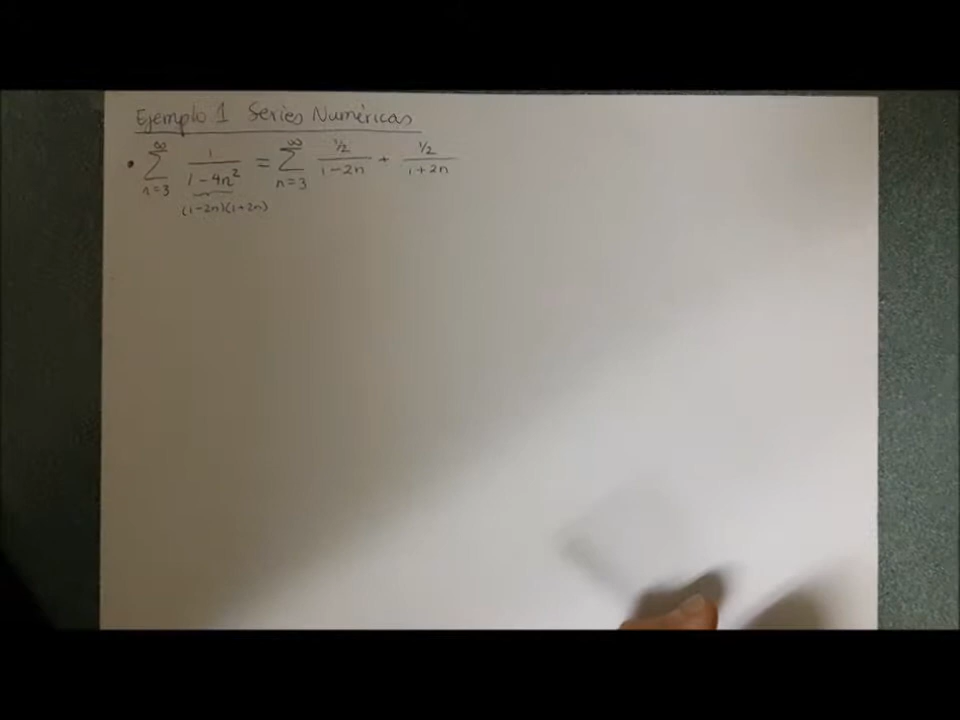 Ejemplo 1 Series Numéricas
• ∑_{n=3}^{∞} 1/(1-4n²) = ∑_{n=3}^{∞} ½/(1-2n) + ½/(1+2n)
(1-2n)(1+2n)